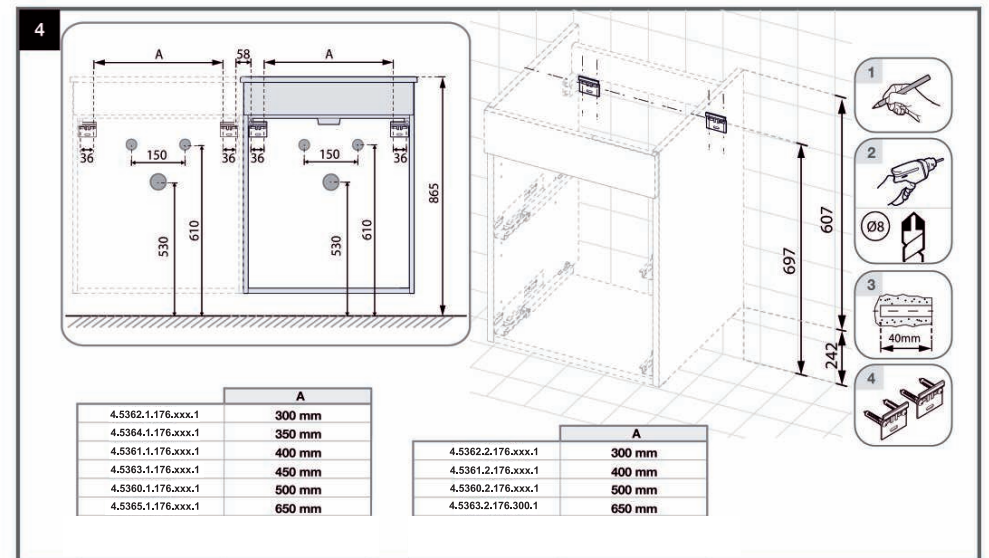 4
A 58 A
36 36 36 36
150 150
530 610 530 610 865
697 607 242
1
2
Ø8
3
40mm
4
A
4.5362.1.176.xxx.1 300 mm
4.5364.1.176.xxx.1 350 mm
4.5361.1.176.xxx.1 400 mm
4.5363.1.176.xxx.1 450 mm
4.5360.1.176.xxx.1 500 mm
4.5365.1.176.xxx.1 650 mm
A
4.5362.2.176.xxx.1 300 mm
4.5361.2.176.xxx.1 400 mm
4.5360.2.176.xxx.1 500 mm
4.5363.2.176.300.1 650 mm